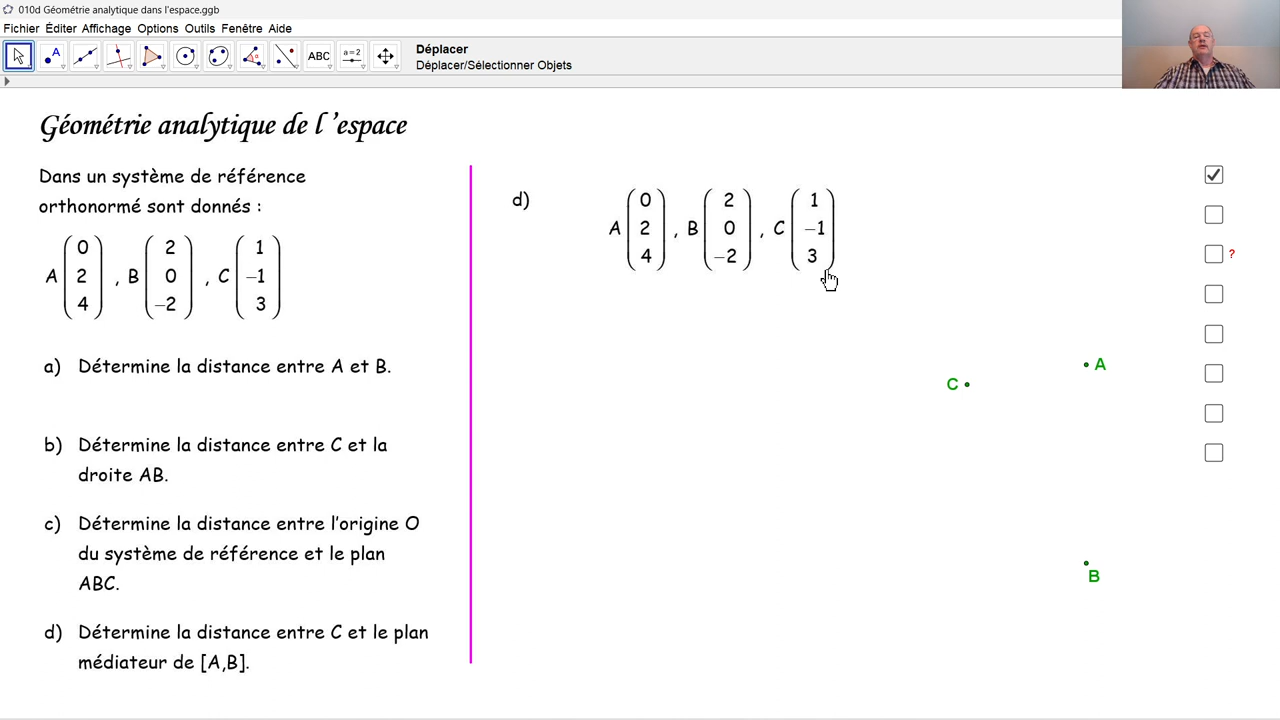 010d Géométrie analytique dans l'espace.ggb
Fichier Éditer Affichage Options Outils Fenêtre Aide
A
ABC
a=2
Déplacer
Déplacer/Sélectionner Objets
Géométrie analytique de l'espace
Dans un système de référence
orthonormé sont donnés :
A (0 2 4), B (2 0 −2), C (1 −1 3)
a) Détermine la distance entre A et B.
b) Détermine la distance entre C et la
droite AB.
c) Détermine la distance entre l'origine O
du système de référence et le plan
ABC.
d) Détermine la distance entre C et le plan
médiateur de [A,B].
d) A (0 2 4), B (2 0 −2), C (1 −1 3)
?
A
C
B